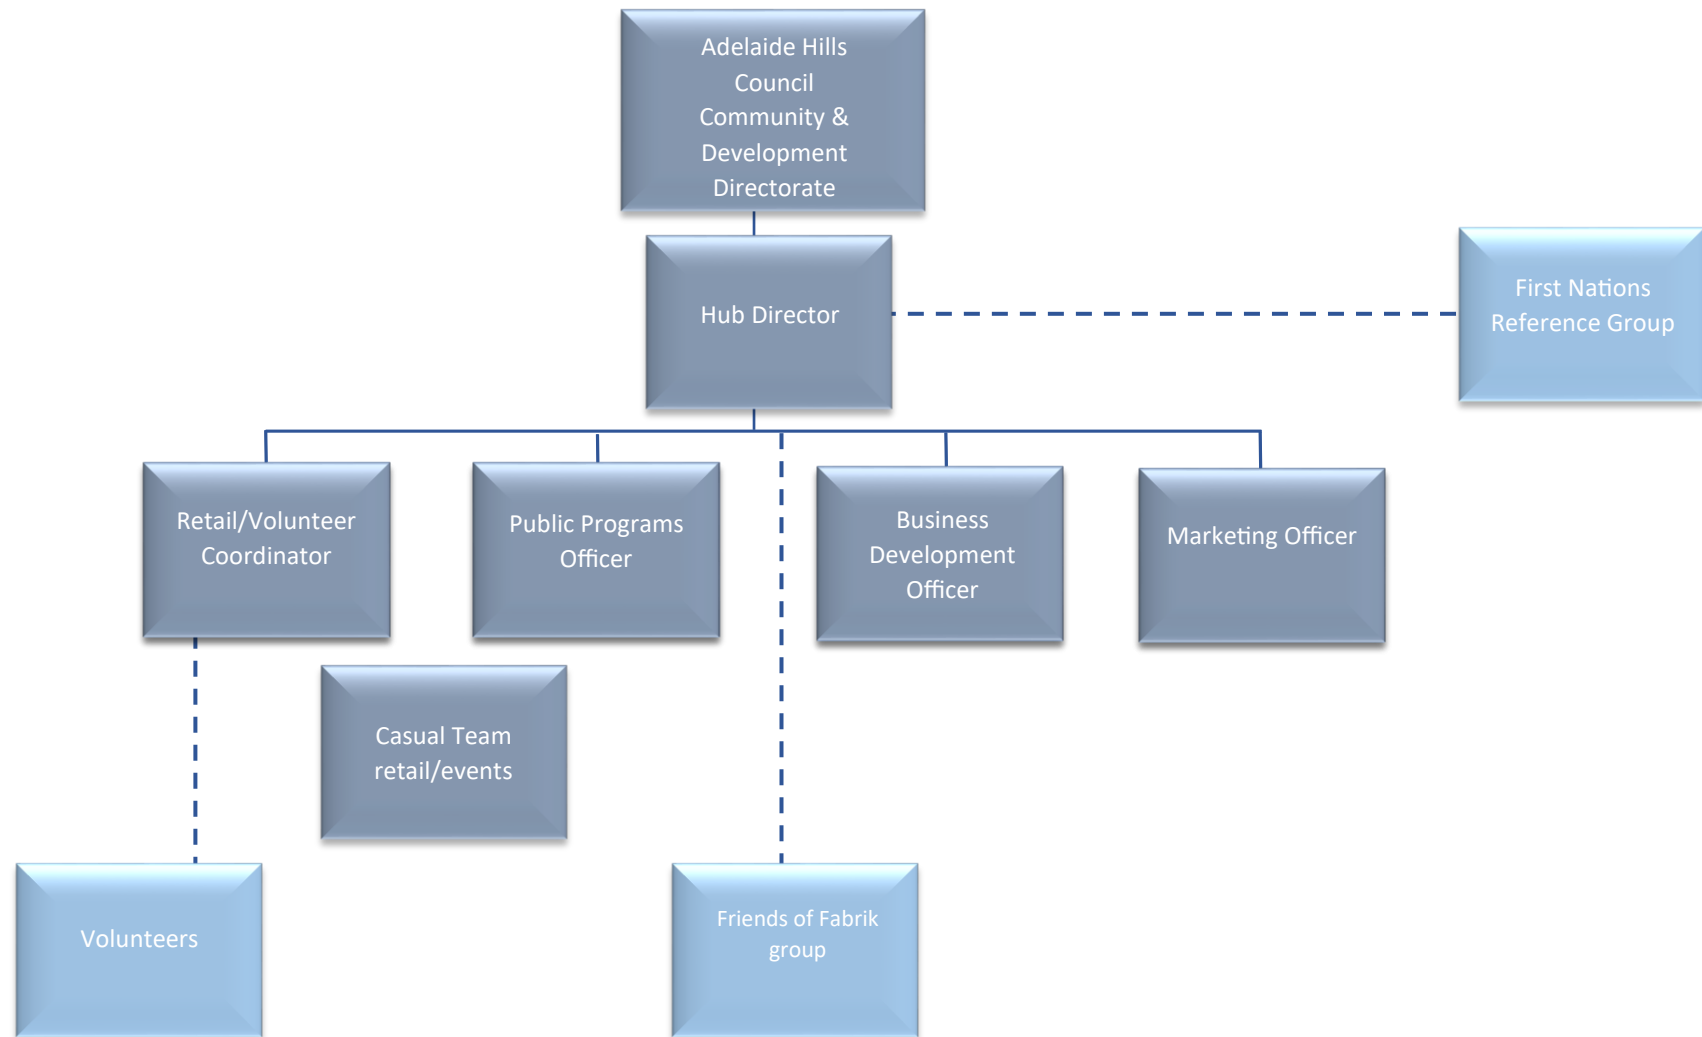 Adelaide Hills
Council
Community &
Development
Directorate
Hub Director
First Nations
Reference Group
Retail/Volunteer
Coordinator
Public Programs
Officer
Business
Development
Officer
Marketing Officer
Casual Team
retail/events
Volunteers
Friends of Fabrik
group